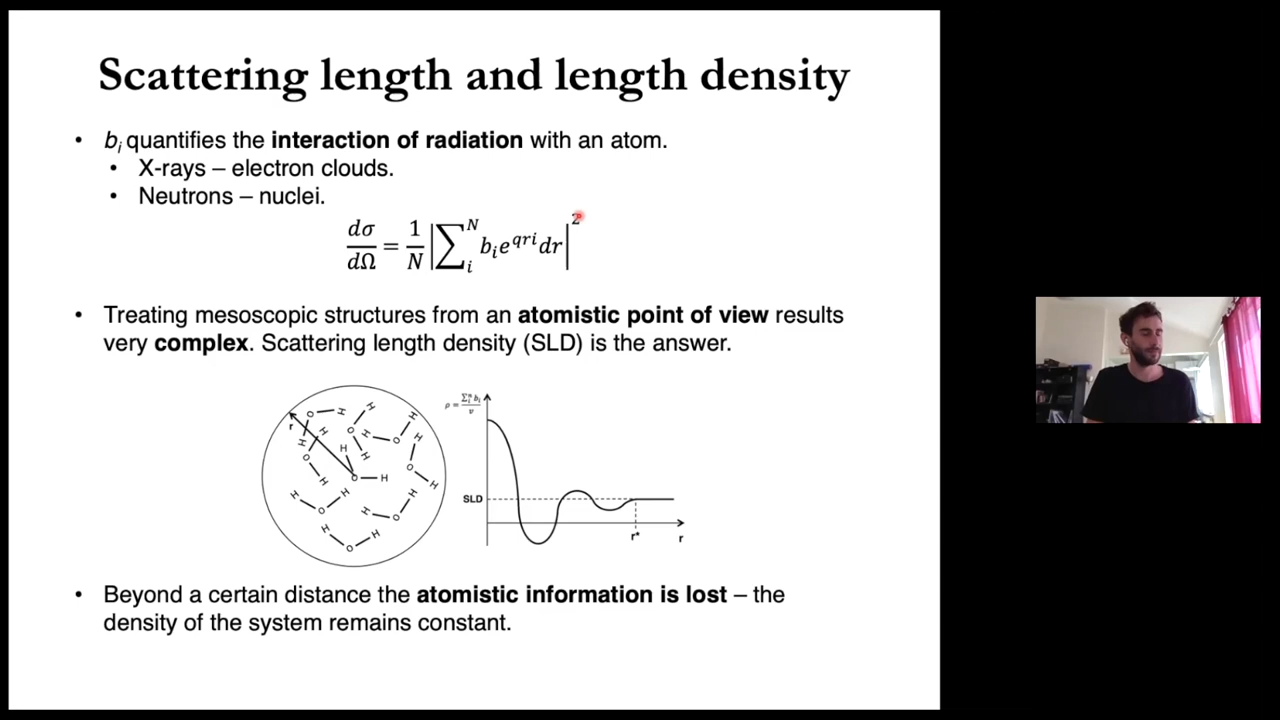 Scattering length and length density
• bᵢ quantifies the interaction of radiation with an atom.
• X-rays – electron clouds.
• Neutrons – nuclei.
dσ/dΩ = 1/N |∑ᵢᴺ bᵢe^{qri}dr|²
• Treating mesoscopic structures from an atomistic point of view results
very complex. Scattering length density (SLD) is the answer.
r
O H H O H H O H H O H H O H H O H H O H H O H H O H H
ρ = ∑ᵢⁿ bᵢ / v
SLD
r* r
• Beyond a certain distance the atomistic information is lost – the
density of the system remains constant.